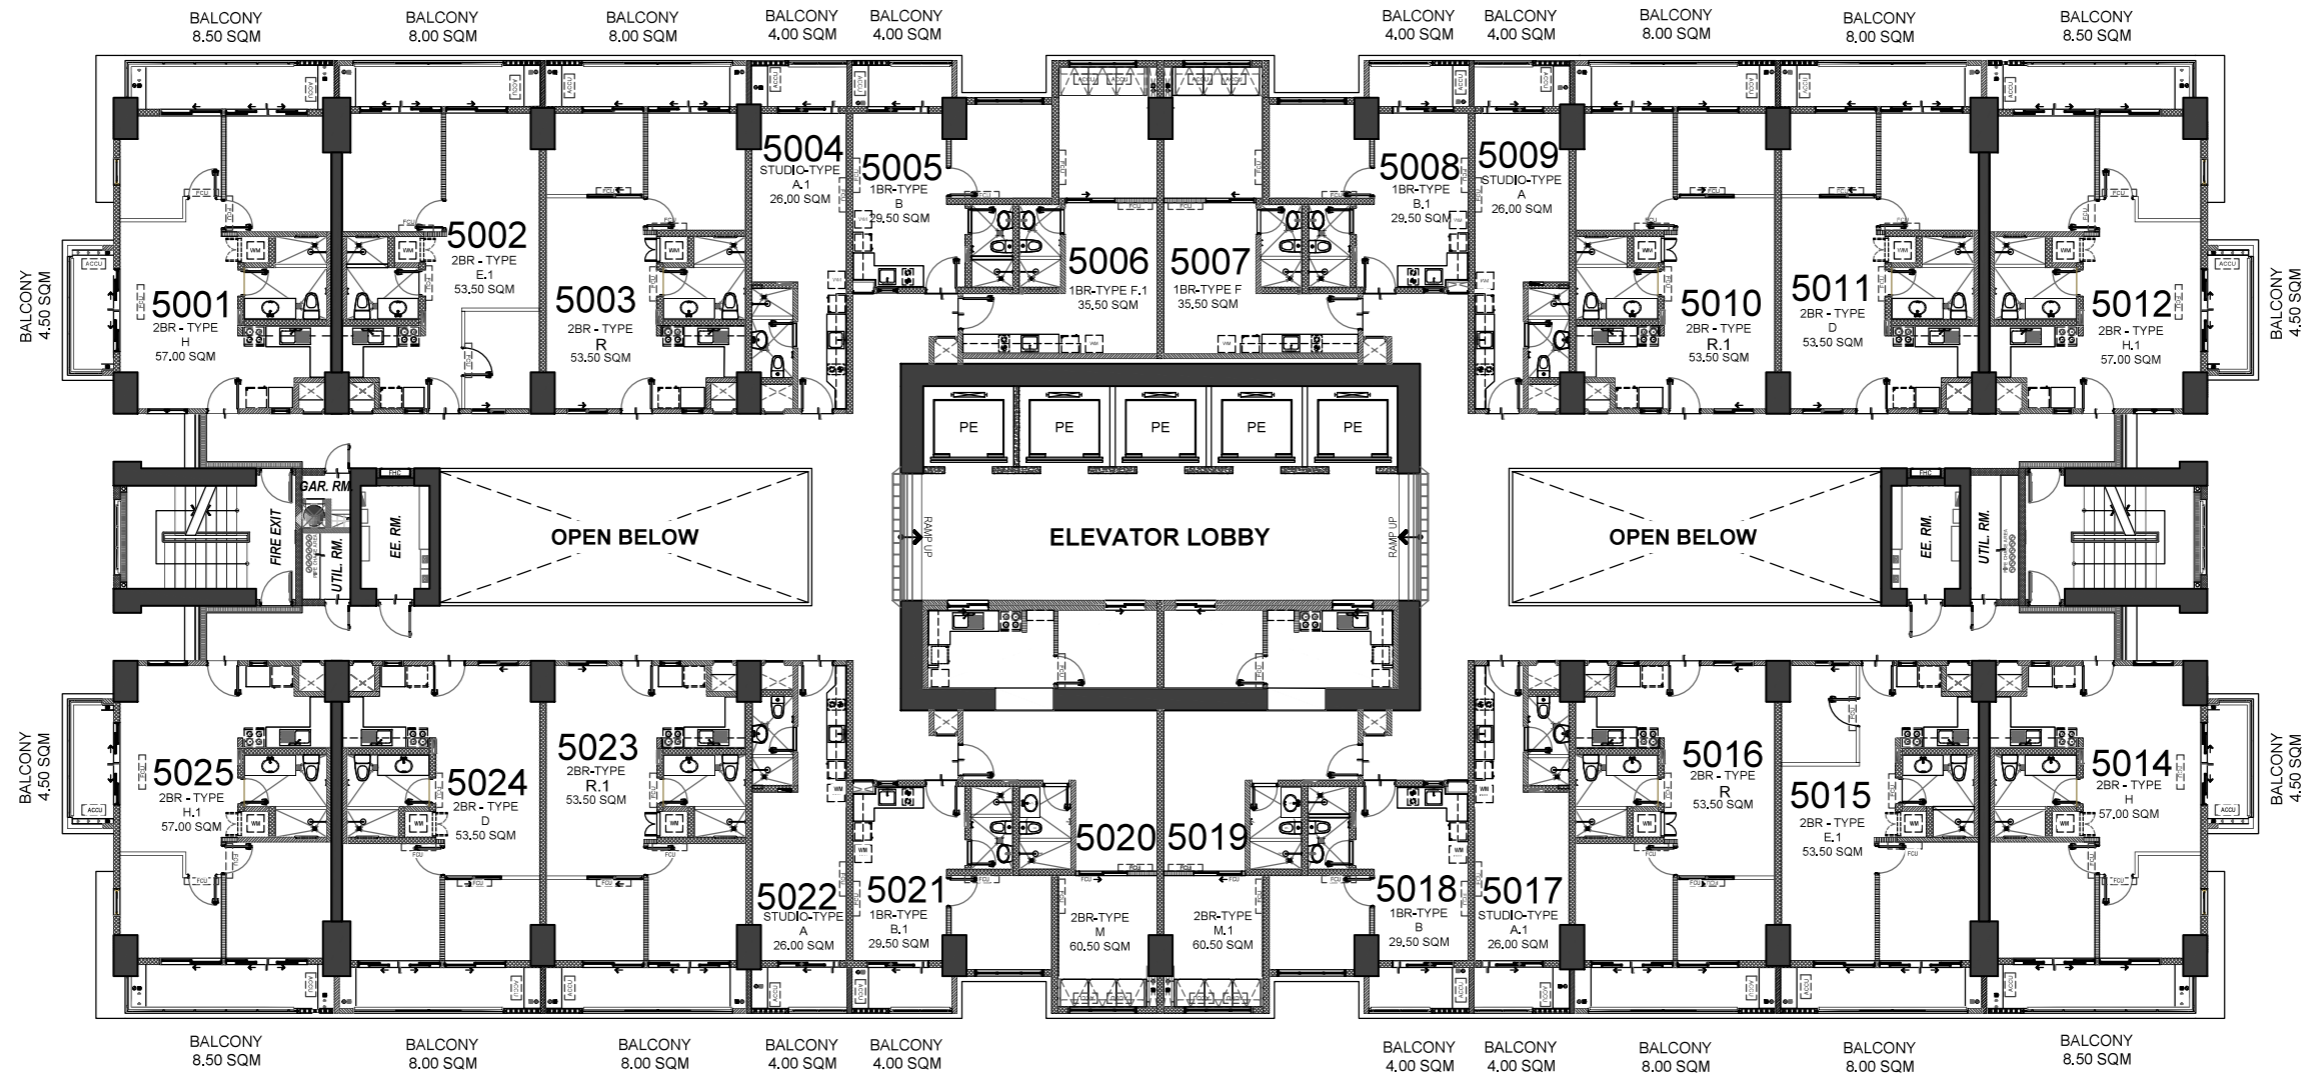 BALCONY
8.50 SQM
BALCONY
8.00 SQM
BALCONY
8.00 SQM
BALCONY
4.00 SQM
BALCONY
4.00 SQM
BALCONY
4.00 SQM
BALCONY
4.00 SQM
BALCONY
8.00 SQM
BALCONY
8.00 SQM
BALCONY
8.50 SQM
BALCONY
4.50 SQM
5001
2BR - TYPE
H
57.00 SQM
5002
2BR - TYPE
E.1
53.50 SQM
5003
2BR - TYPE
R
53.50 SQM
5004
STUDIO-TYPE
A.1
26.00 SQM
5005
1BR-TYPE
B
29.50 SQM
5006
1BR-TYPE F.1
35.50 SQM
5007
1BR-TYPE F
35.50 SQM
5008
1BR-TYPE
B.1
29.50 SQM
5009
STUDIO-TYPE
A
26.00 SQM
5010
2BR - TYPE
R.1
53.50 SQM
5011
2BR - TYPE
D
53.50 SQM
5012
2BR - TYPE
H.1
57.00 SQM
BALCONY
4.50 SQM
PE
PE
PE
PE
PE
FIRE EXIT
GAR. RM.
UTIL. RM.
FHC
EE. RM.
OPEN BELOW
RAMP UP
ELEVATOR LOBBY
RAMP UP
OPEN BELOW
FHC
EE. RM.
UTIL. RM.
BALCONY
4.50 SQM
5025
2BR - TYPE
H.1
57.00 SQM
5024
2BR - TYPE
D
53.50 SQM
5023
2BR-TYPE
R.1
53.50 SQM
5022
STUDIO-TYPE
A
26.00 SQM
5021
1BR-TYPE
B.1
29.50 SQM
5020
2BR-TYPE
M
60.50 SQM
5019
2BR-TYPE
M.1
60.50 SQM
5018
1BR-TYPE
B
29.50 SQM
5017
STUDIO-TYPE
A.1
26.00 SQM
5016
2BR - TYPE
R
53.50 SQM
5015
2BR - TYPE
E.1
53.50 SQM
5014
2BR - TYPE
H
57.00 SQM
BALCONY
4.50 SQM
BALCONY
8.50 SQM
BALCONY
8.00 SQM
BALCONY
8.00 SQM
BALCONY
4.00 SQM
BALCONY
4.00 SQM
BALCONY
4.00 SQM
BALCONY
4.00 SQM
BALCONY
8.00 SQM
BALCONY
8.00 SQM
BALCONY
8.50 SQM